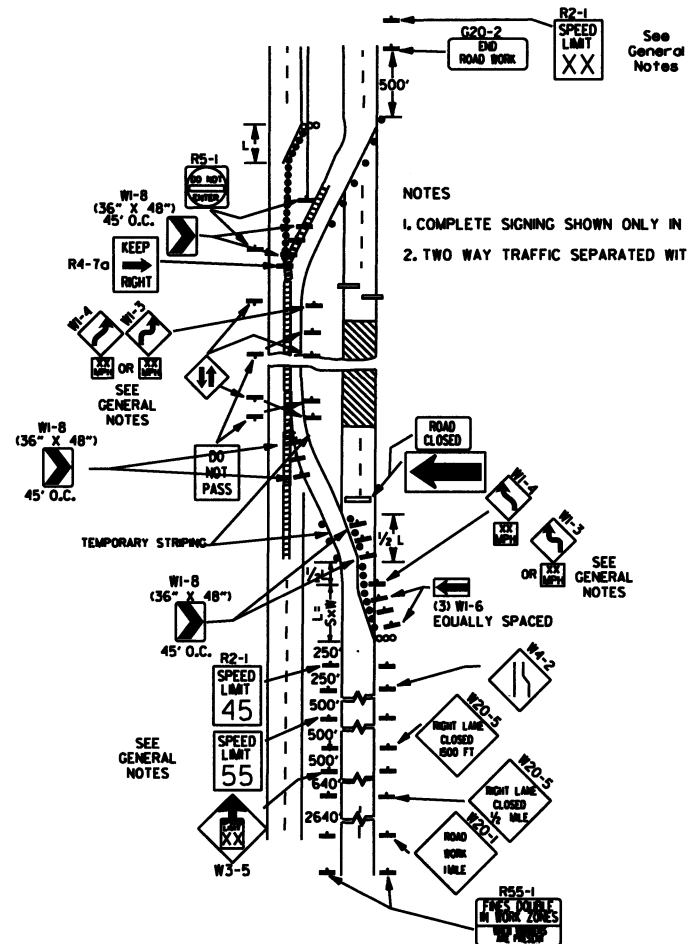 R2-1
SPEED
LIMIT
XX
See
General
Notes
G20-2
END
ROAD WORK
500'
L
R5-1
DO NOT
ENTER
W1-8
(36" X 48")
45' O.C.
KEEP
RIGHT
R4-7a
NOTES
1. COMPLETE SIGNING SHOWN ONLY IN
2. TWO WAY TRAFFIC SEPARATED WIT
W1-4
W1-3
XX
MPH
OR
XX
MPH
SEE
GENERAL
NOTES
W1-8
(36" X 48")
45' O.C.
DO
NOT
PASS
ROAD
CLOSED
TEMPORARY STRIPING
W1-4
XX
MPH
W1-3
OR
XX
MPH
SEE
GENERAL
NOTES
½ L
½L
L=
SxW
W1-8
(36" X 48")
45' O.C.
(3) W1-6
EQUALLY SPACED
R2-1
SPEED
LIMIT
45
250'
250'
500'
500'
500'
640'
2640'
W4-2
SEE
GENERAL
NOTES
SPEED
LIMIT
55
W20-5
RIGHT LANE
CLOSED
1500 FT
W20-5
RIGHT LANE
CLOSED
½ MILE
XX
W3-5
W20-1
ROAD
WORK
1 MILE
R55-1
FINES DOUBLE
IN WORK ZONES
WHEN WORKERS
ARE PRESENT